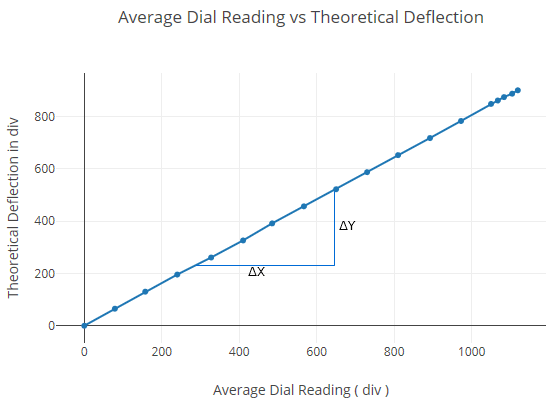 Average Dial Reading vs Theoretical Deflection
Theoretical Deflection in div
800
600
400
200
0
ΔY
ΔX
0 200 400 600 800 1000
Average Dial Reading ( div )